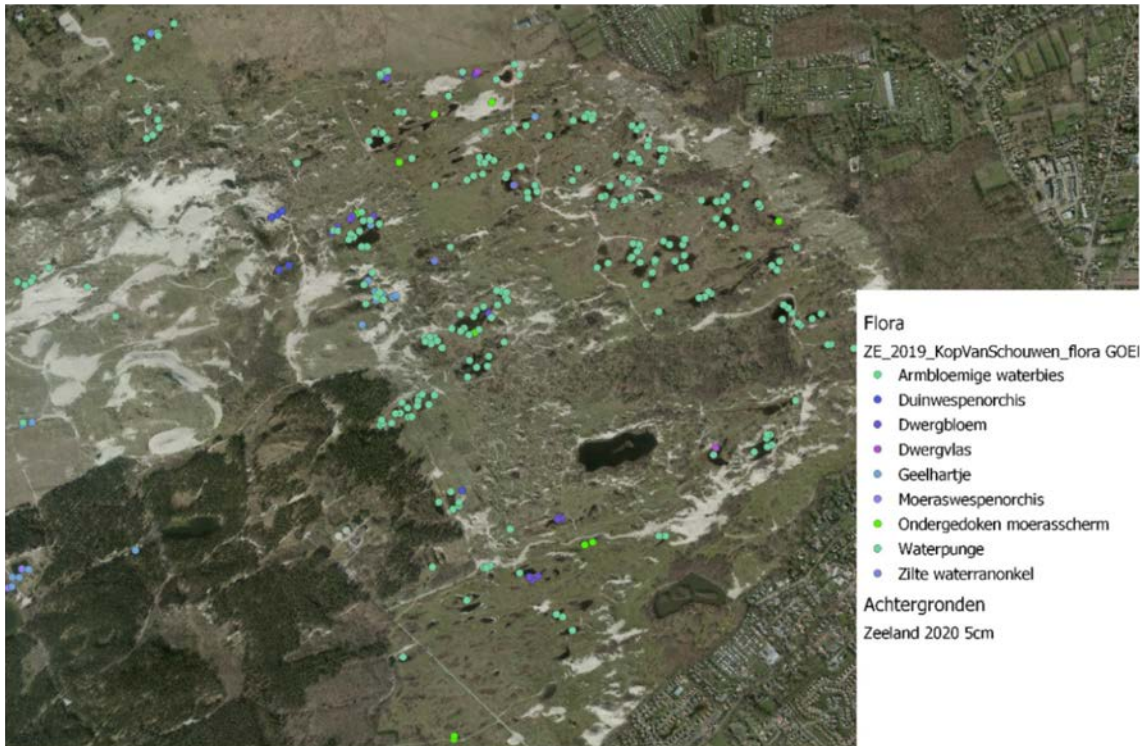 Flora
ZE_2019_KopVanSchouwen_flora GOEI
Armbloemige waterbies
Duinwespenorchis
Dwergbloem
Dwergvlas
Geelhartje
Moeraswespenorchis
Ondergedoken moerasscherm
Waterpunge
Zilte waterranonkel
Achtergronden
Zeeland 2020 5cm